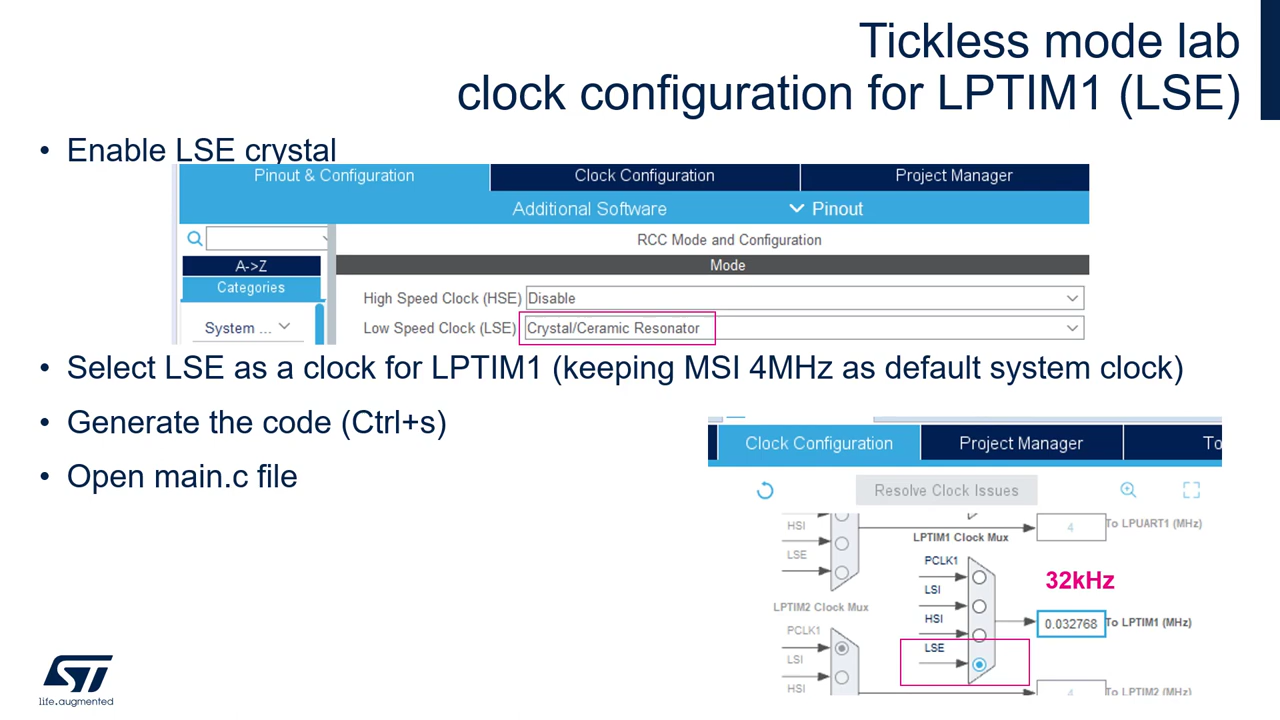 Tickless mode lab
clock configuration for LPTIM1 (LSE)
• Enable LSE crystal
Pinout & Configuration
Clock Configuration
Project Manager
Additional Software
Pinout
RCC Mode and Configuration
A->Z
Mode
Categories
High Speed Clock (HSE) Disable
System ...
Low Speed Clock (LSE) Crystal/Ceramic Resonator
• Select LSE as a clock for LPTIM1 (keeping MSI 4MHz as default system clock)
• Generate the code (Ctrl+s)
• Open main.c file
Clock Configuration
Project Manager
To
Resolve Clock Issues
HSI
4
To LPUART1 (MHz)
LSE
LPTIM1 Clock Mux
PCLK1
32kHz
LSI
LPTIM2 Clock Mux
HSI
0.032768
To LPTIM1 (MHz)
PCLK1
LSE
LSI
HSI
4
To LPTIM2 (MHz)
ST
life.augmented